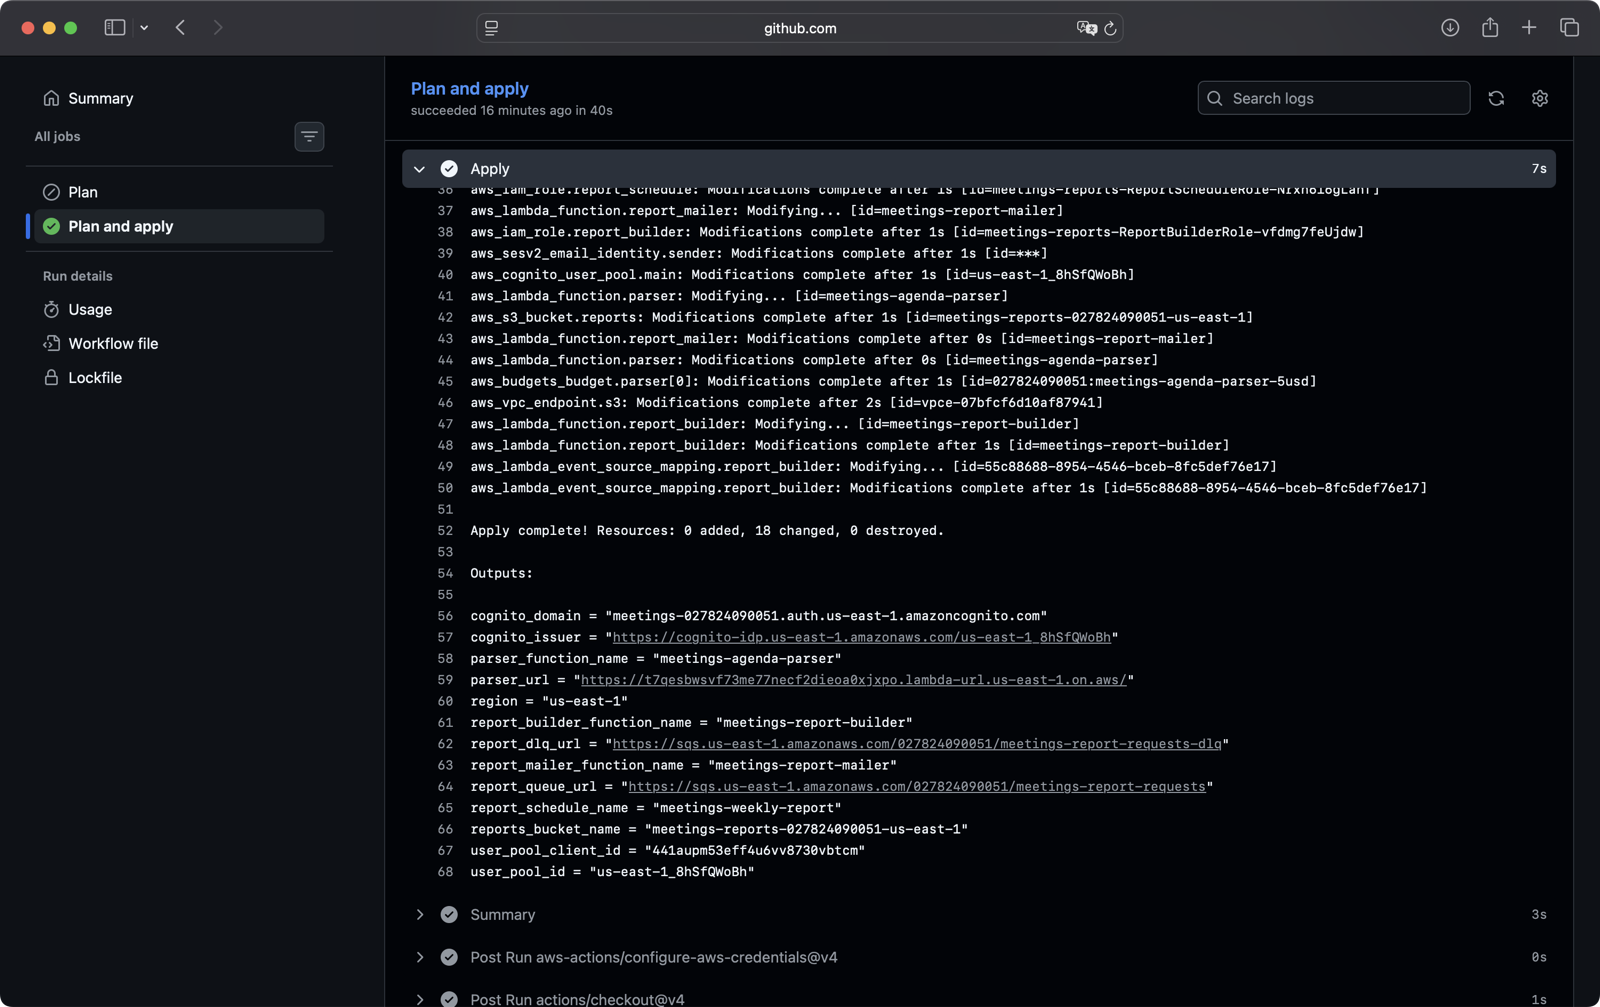 github.com
Summary
All jobs
Plan
Plan and apply
Run details
Usage
Workflow file
Lockfile
Plan and apply
succeeded 16 minutes ago in 40s
Search logs
Apply 7s
36 aws_iam_role.report_schedule: Modifications complete after 1s
37 aws_lambda_function.report_mailer: Modifying... [id=meetings-report-mailer]
38 aws_iam_role.report_builder: Modifications complete after 1s [id=meetings-reports-ReportBuilderRole-vfdmg7feUjdw]
39 aws_sesv2_email_identity.sender: Modifications complete after 1s [id=***]
40 aws_cognito_user_pool.main: Modifications complete after 1s [id=us-east-1_8hSfQWoBh]
41 aws_lambda_function.parser: Modifying... [id=meetings-agenda-parser]
42 aws_s3_bucket.reports: Modifications complete after 1s [id=meetings-reports-027824090051-us-east-1]
43 aws_lambda_function.report_mailer: Modifications complete after 0s [id=meetings-report-mailer]
44 aws_lambda_function.parser: Modifications complete after 0s [id=meetings-agenda-parser]
45 aws_budgets_budget.parser[0]: Modifications complete after 1s [id=027824090051:meetings-agenda-parser-5usd]
46 aws_vpc_endpoint.s3: Modifications complete after 2s [id=vpce-07bfcf6d10af87941]
47 aws_lambda_function.report_builder: Modifying... [id=meetings-report-builder]
48 aws_lambda_function.report_builder: Modifications complete after 1s [id=meetings-report-builder]
49 aws_lambda_event_source_mapping.report_builder: Modifying... [id=55c88688-8954-4546-bceb-8fc5def76e17]
50 aws_lambda_event_source_mapping.report_builder: Modifications complete after 1s [id=55c88688-8954-4546-bceb-8fc5def76e17]
51
52 Apply complete! Resources: 0 added, 18 changed, 0 destroyed.
53
54 Outputs:
55
56 cognito_domain = "meetings-027824090051.auth.us-east-1.amazoncognito.com"
57 cognito_issuer = "https://cognito-idp.us-east-1.amazonaws.com/us-east-1_8hSfQWoBh"
58 parser_function_name = "meetings-agenda-parser"
59 parser_url = "https://t7qesbwsvf73me77necf2dieoa0xjxpo.lambda-url.us-east-1.on.aws/"
60 region = "us-east-1"
61 report_builder_function_name = "meetings-report-builder"
62 report_dlq_url = "https://sqs.us-east-1.amazonaws.com/027824090051/meetings-report-requests-dlq"
63 report_mailer_function_name = "meetings-report-mailer"
64 report_queue_url = "https://sqs.us-east-1.amazonaws.com/027824090051/meetings-report-requests"
65 report_schedule_name = "meetings-weekly-report"
66 reports_bucket_name = "meetings-reports-027824090051-us-east-1"
67 user_pool_client_id = "441aupm53eff4u6vv8730vbtcm"
68 user_pool_id = "us-east-1_8hSfQWoBh"
Summary 3s
Post Run aws-actions/configure-aws-credentials@v4 0s
Post Run actions/checkout@v4 1s